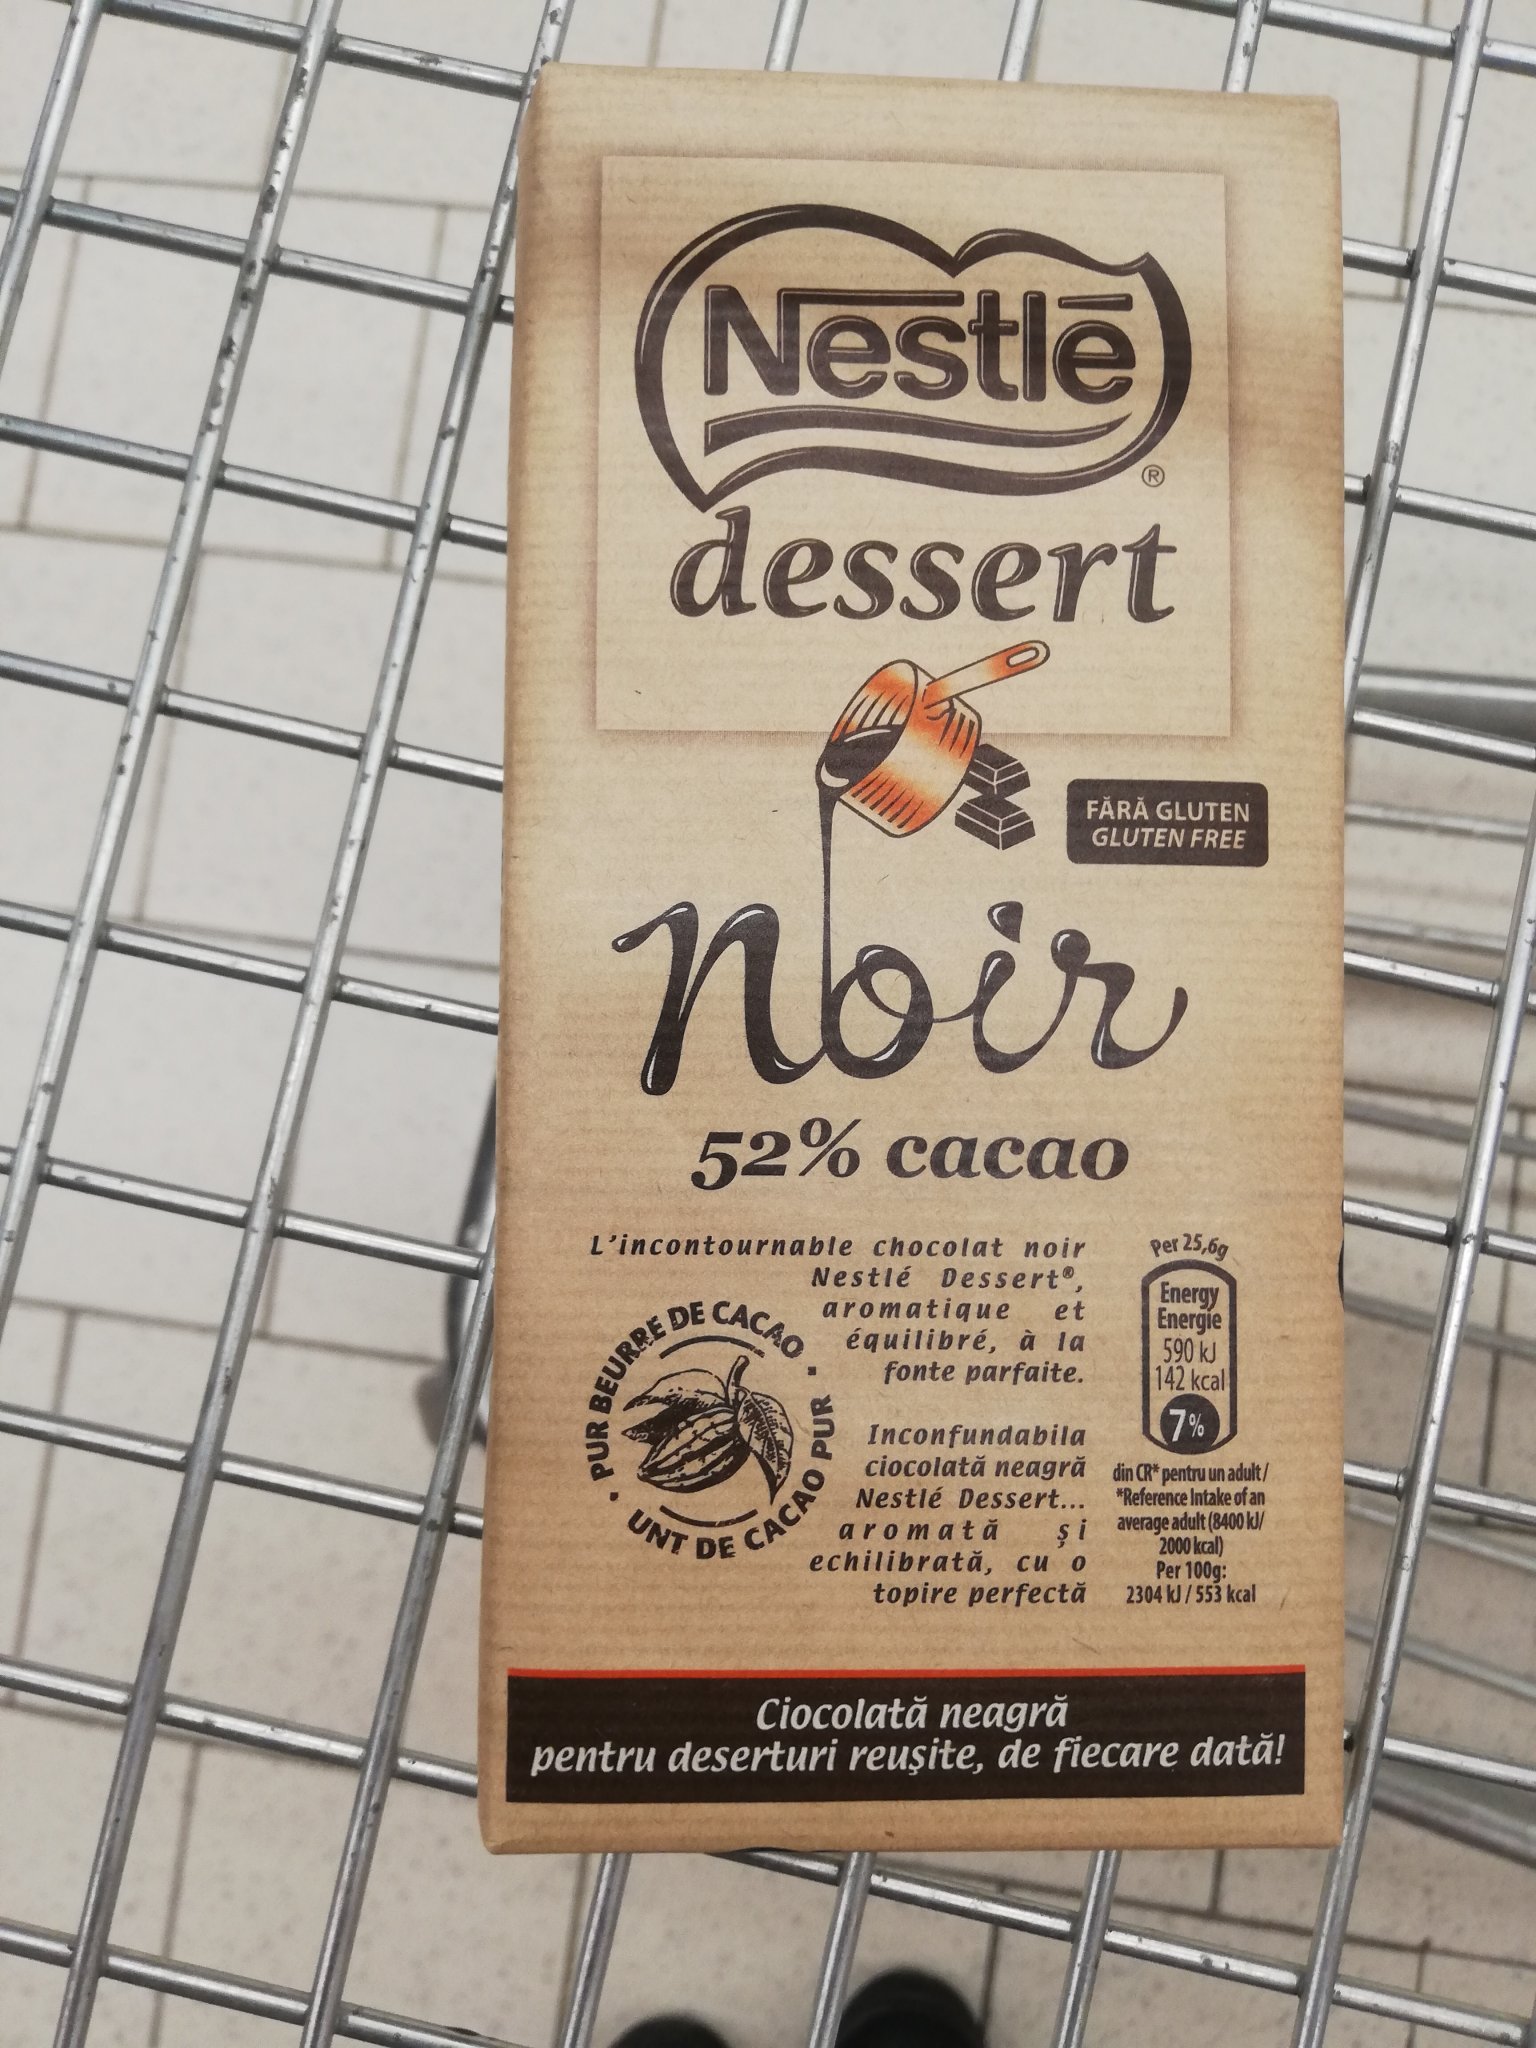 Nestlé
®
dessert
FĂRĂ GLUTEN
GLUTEN FREE
Noir
52% cacao
L'incontournable chocolat noir
Nestlé Dessert®,
aromatique et
équilibré, à la
fonte parfaite.
• PUR BEURRE DE CACAO •
UNT DE CACAO PUR
Inconfundabila
ciocolată neagră
Nestlé Dessert...
aromată și
echilibrată, cu o
topire perfectă
Per 25,6g
Energy
Energie
590 kJ
142 kcal
7%
din CR* pentru un adult/
*Reference Intake of an
average adult (8400 kJ/
2000 kcal)
Per 100g:
2304 kJ / 553 kcal
Ciocolată neagră
pentru deserturi reuşite, de fiecare dată!